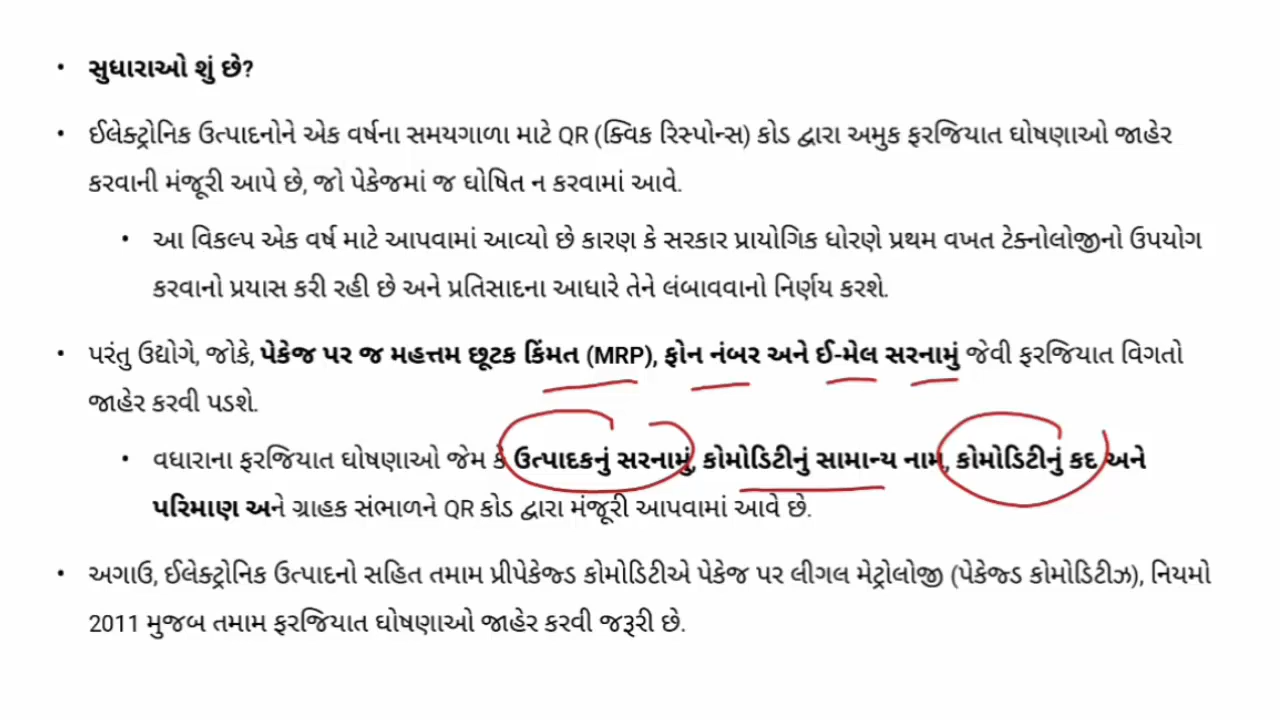 • સુધારાઓ શું છે?
• ઈલેક્ટ્રોનિક ઉત્પાદનોને એક વર્ષના સમયગાળા માટે QR (ક્વિક રિસ્પોન્સ) કોડ દ્વારા અમુક ફરજિયાત ઘોષણાઓ જાહેર
કરવાની મંજૂરી આપે છે, જો પેકેજમાં જ ઘોષિત ન કરવામાં આવે.
• આ વિકલ્પ એક વર્ષ માટે આપવામાં આવ્યો છે કારણ કે સરકાર પ્રાયોગિક ધોરણે પ્રથમ વખત ટેક્નોલોજીનો ઉપયોગ
કરવાનો પ્રયાસ કરી રહી છે અને પ્રતિસાદના આધારે તેને લંબાવવાનો નિર્ણય કરશે.
• પરંતુ ઉદ્યોગે, જોકે, પેકેજ પર જ મહત્તમ છૂટક કિંમત (MRP), ફોન નંબર અને ઈ-મેલ સરનામું જેવી ફરજિયાત વિગતો
જાહેર કરવી પડશે.
• વધારાના ફરજિયાત ઘોષણાઓ જેમ કે ઉત્પાદકનું સરનામું, કોમોડિટીનું સામાન્ય નામ, કોમોડિટીનું કદ અને
પરિમાણ અને ગ્રાહક સંભાળને QR કોડ દ્વારા મંજૂરી આપવામાં આવે છે.
• અગાઉ, ઈલેક્ટ્રોનિક ઉત્પાદનો સહિત તમામ પ્રીપેકેજ્ડ કોમોડિટીએ પેકેજ પર લીગલ મેટ્રોલોજી (પેકેજ્ડ કોમોડિટીઝ), નિયમો
2011 મુજબ તમામ ફરજિયાત ઘોષણાઓ જાહેર કરવી જરૂરી છે.